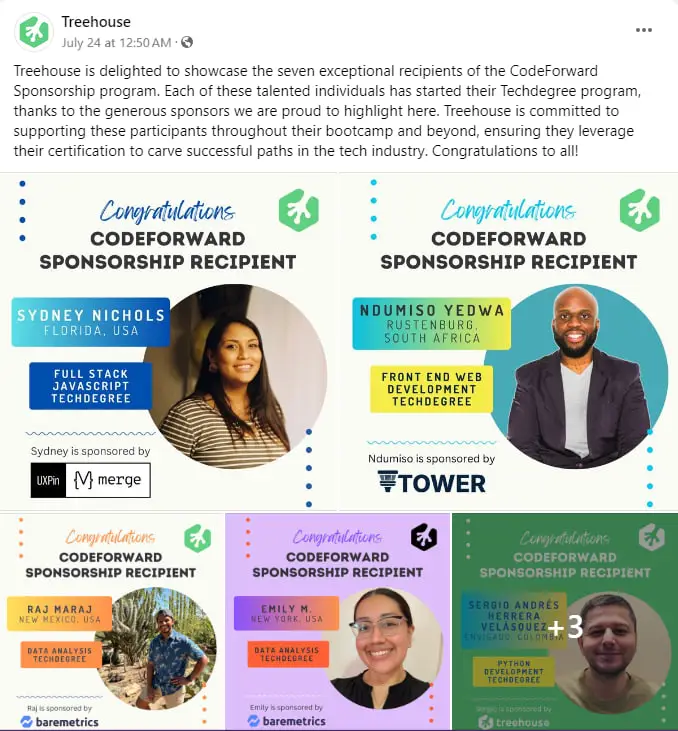 Treehouse
July 24 at 12:50 AM ·
Treehouse is delighted to showcase the seven exceptional recipients of the CodeForward
Sponsorship program. Each of these talented individuals has started their Techdegree program,
thanks to the generous sponsors we are proud to highlight here. Treehouse is committed to
supporting these participants throughout their bootcamp and beyond, ensuring they leverage
their certification to carve successful paths in the tech industry. Congratulations to all!
Congratulations
CODEFORWARD
SPONSORSHIP RECIPIENT
SYDNEY NICHOLS
FLORIDA, USA
FULL STACK
JAVASCRIPT
TECHDEGREE
Sydney is sponsored by
UXPin {M} merge
Congratulations
CODEFORWARD
SPONSORSHIP RECIPIENT
NDUMISO YEDWA
RUSTENBURG,
SOUTH AFRICA
FRONT END WEB
DEVELOPMENT
TECHDEGREE
Ndumiso is sponsored by
TOWER
Congratulations
CODEFORWARD
SPONSORSHIP RECIPIENT
RAJ MARAJ
NEW MEXICO, USA
DATA ANALYSIS
TECHDEGREE
Raj is sponsored by
baremetrics
Congratulations
CODEFORWARD
SPONSORSHIP RECIPIENT
EMILY M.
NEW YORK, USA
DATA ANALYSIS
TECHDEGREE
Emily is sponsored by
baremetrics
Congratulations
CODEFORWARD
SPONSORSHIP RECIPIENT
SERGIO ANDRÉS
HERRERA
VELÁSQUEZ
ENVIGADO, COLOMBIA
+3
PYTHON
DEVELOPMENT
TECHDEGREE
Sergio is sponsored by
treehouse